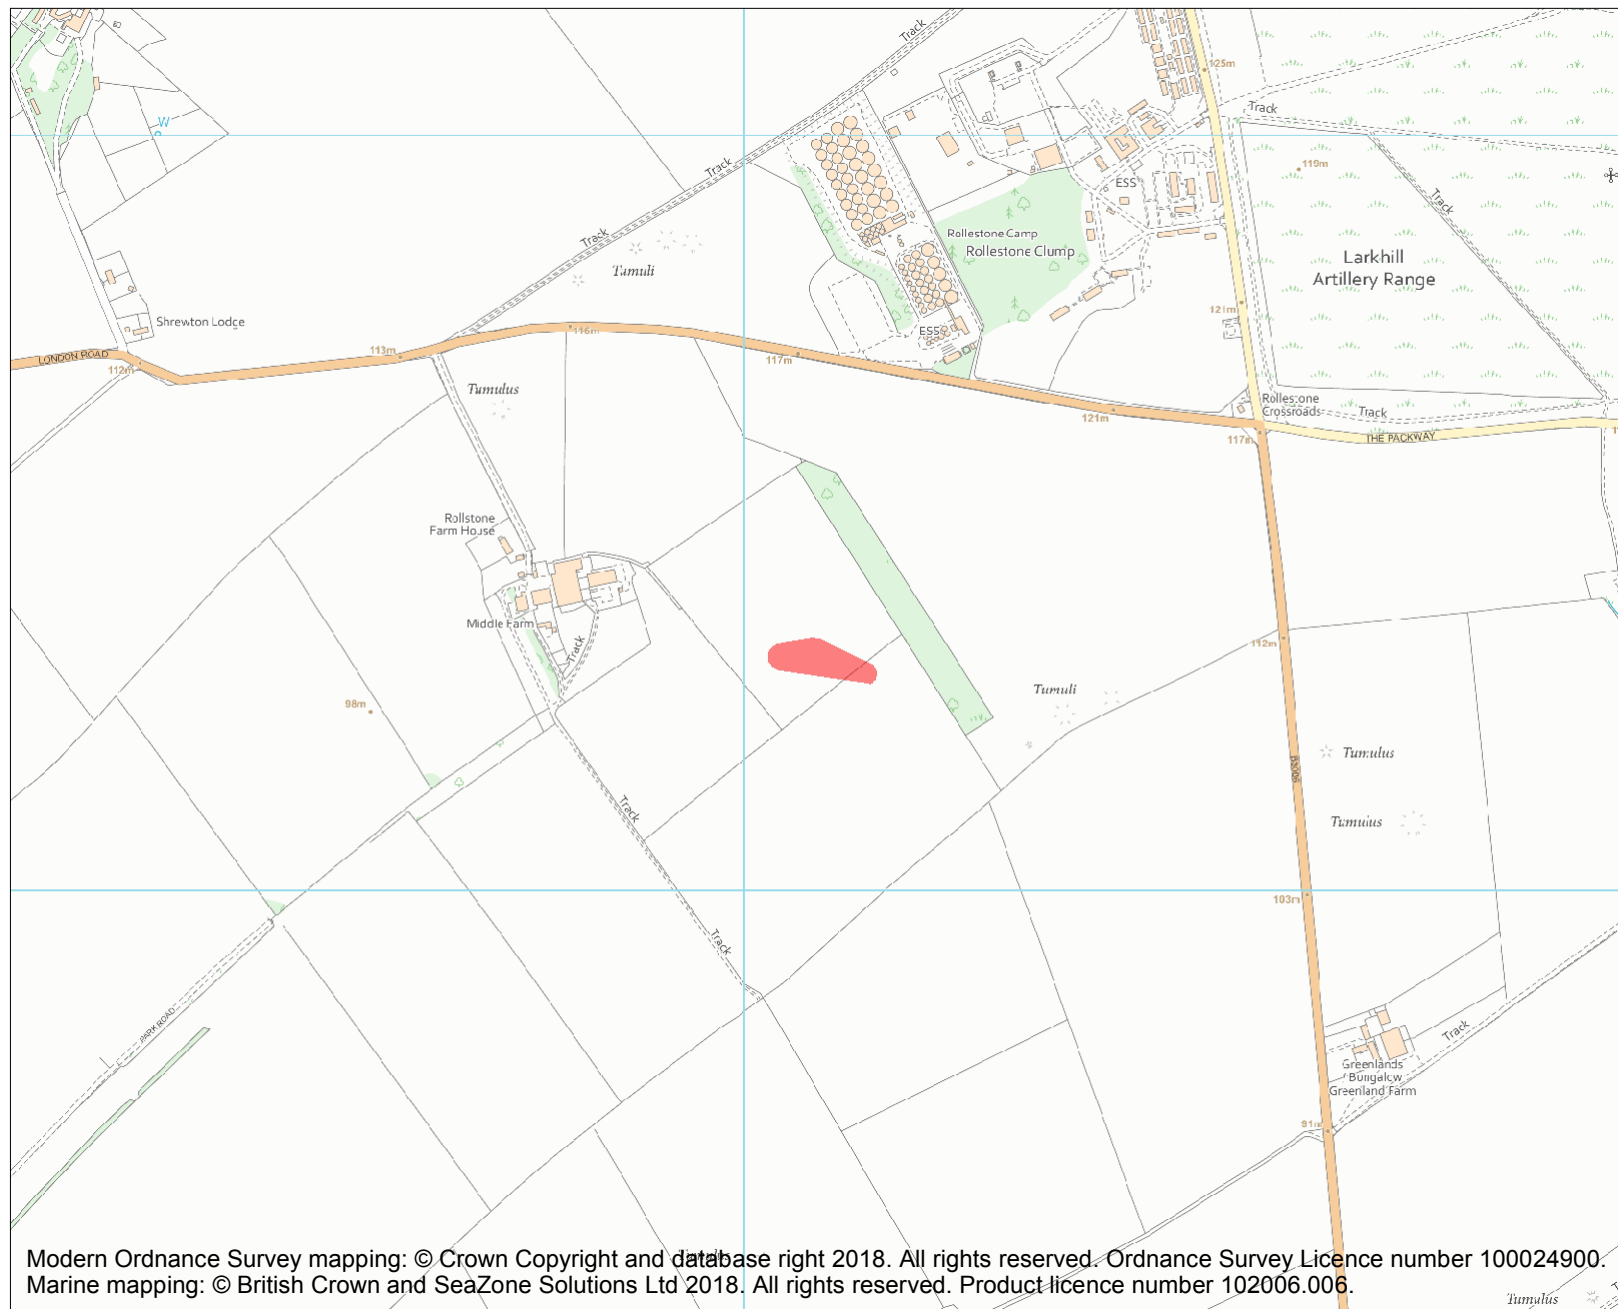 Track
125m
Track
W
Track
119m
ESS
Track
Rollestone Camp
Rollestone Clump
Track
Larkhill
Artillery Range
Tumuli
121m
Shrewton Lodge
116m
ESS
113m
LONDON ROAD
112m
117m
Tumulus
Rollestone
Crossroads
Track
121m
117m
THE PACKWAY
Rollstone
Farm House
Middle Farm
Track
112m
Tumuli
98m
Tumulus
Track
Tumulus
103m
Track
PARK ROAD
Track
Greenlands
Bungalow
Greenland Farm
91m
Modern Ordnance Survey mapping: © Crown Copyright and database right 2018. All rights reserved. Ordnance Survey Licence number 100024900.
Marine mapping: © British Crown and SeaZone Solutions Ltd 2018. All rights reserved. Product licence number 102006.006.
Tumulus